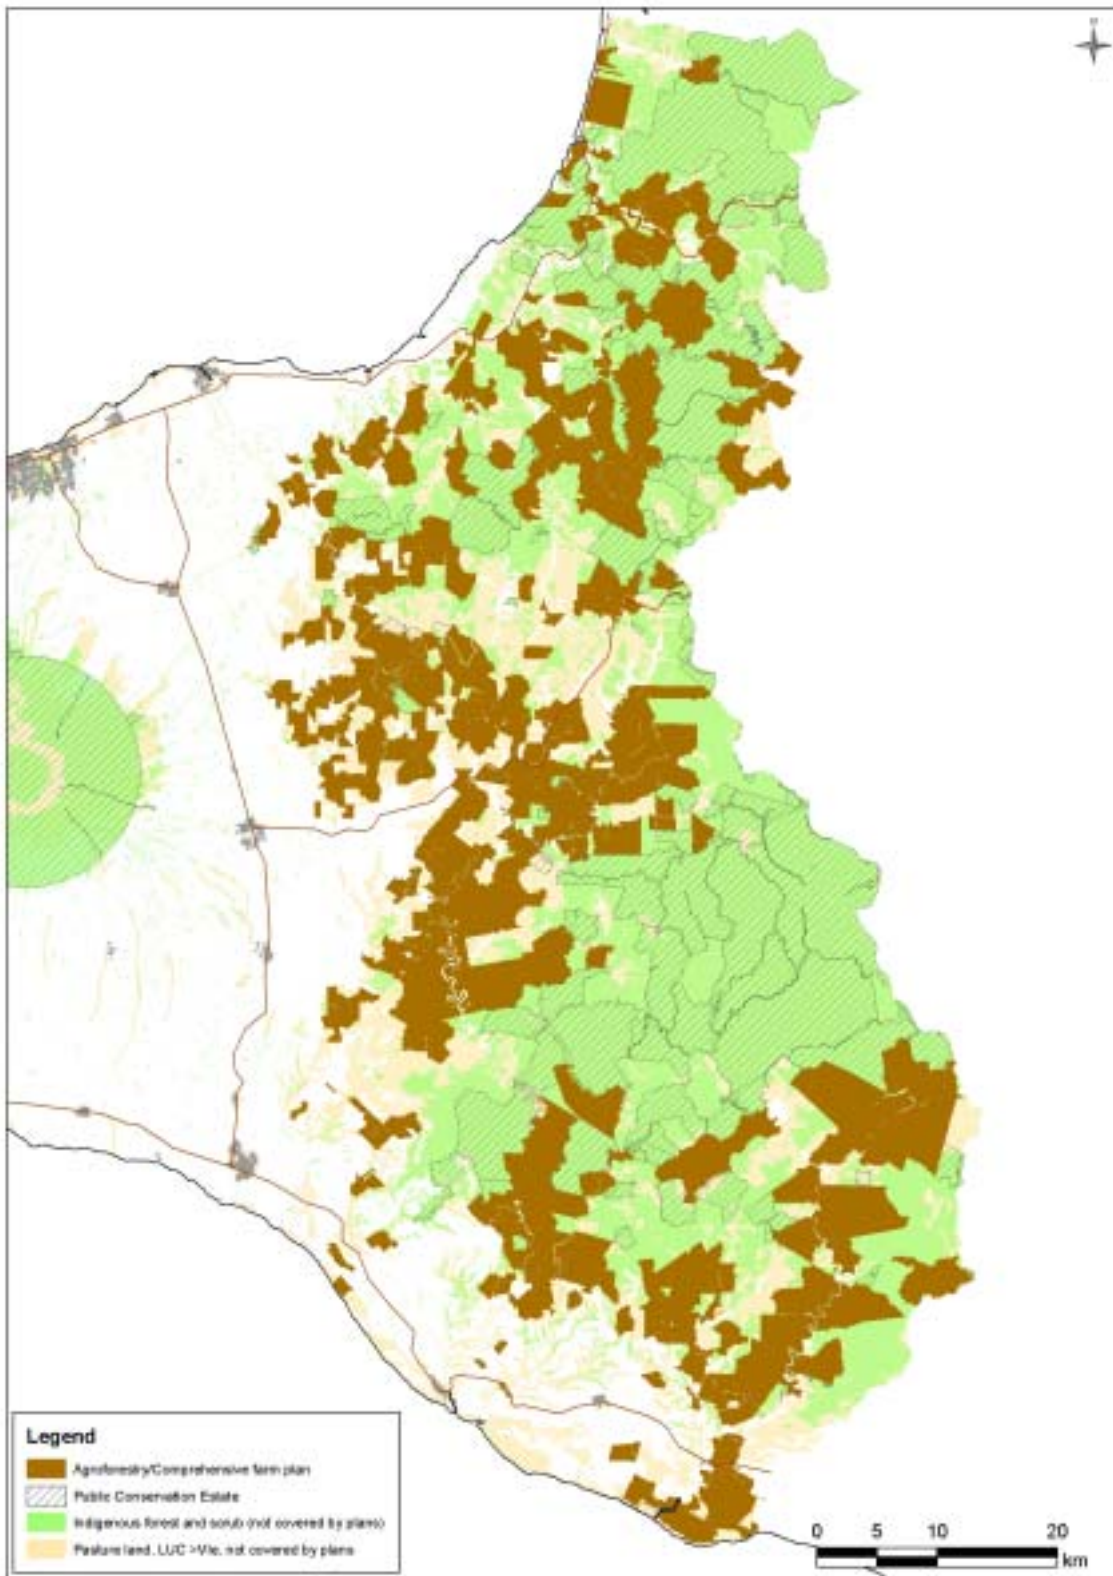 Legend
Agroforestry/Comprehensive farm plan
Public Conservation Estate
Indigenous forest and scrub (not covered by plans)
Pasture land, LUC >VIe, not covered by plans
0 5 10 20
km